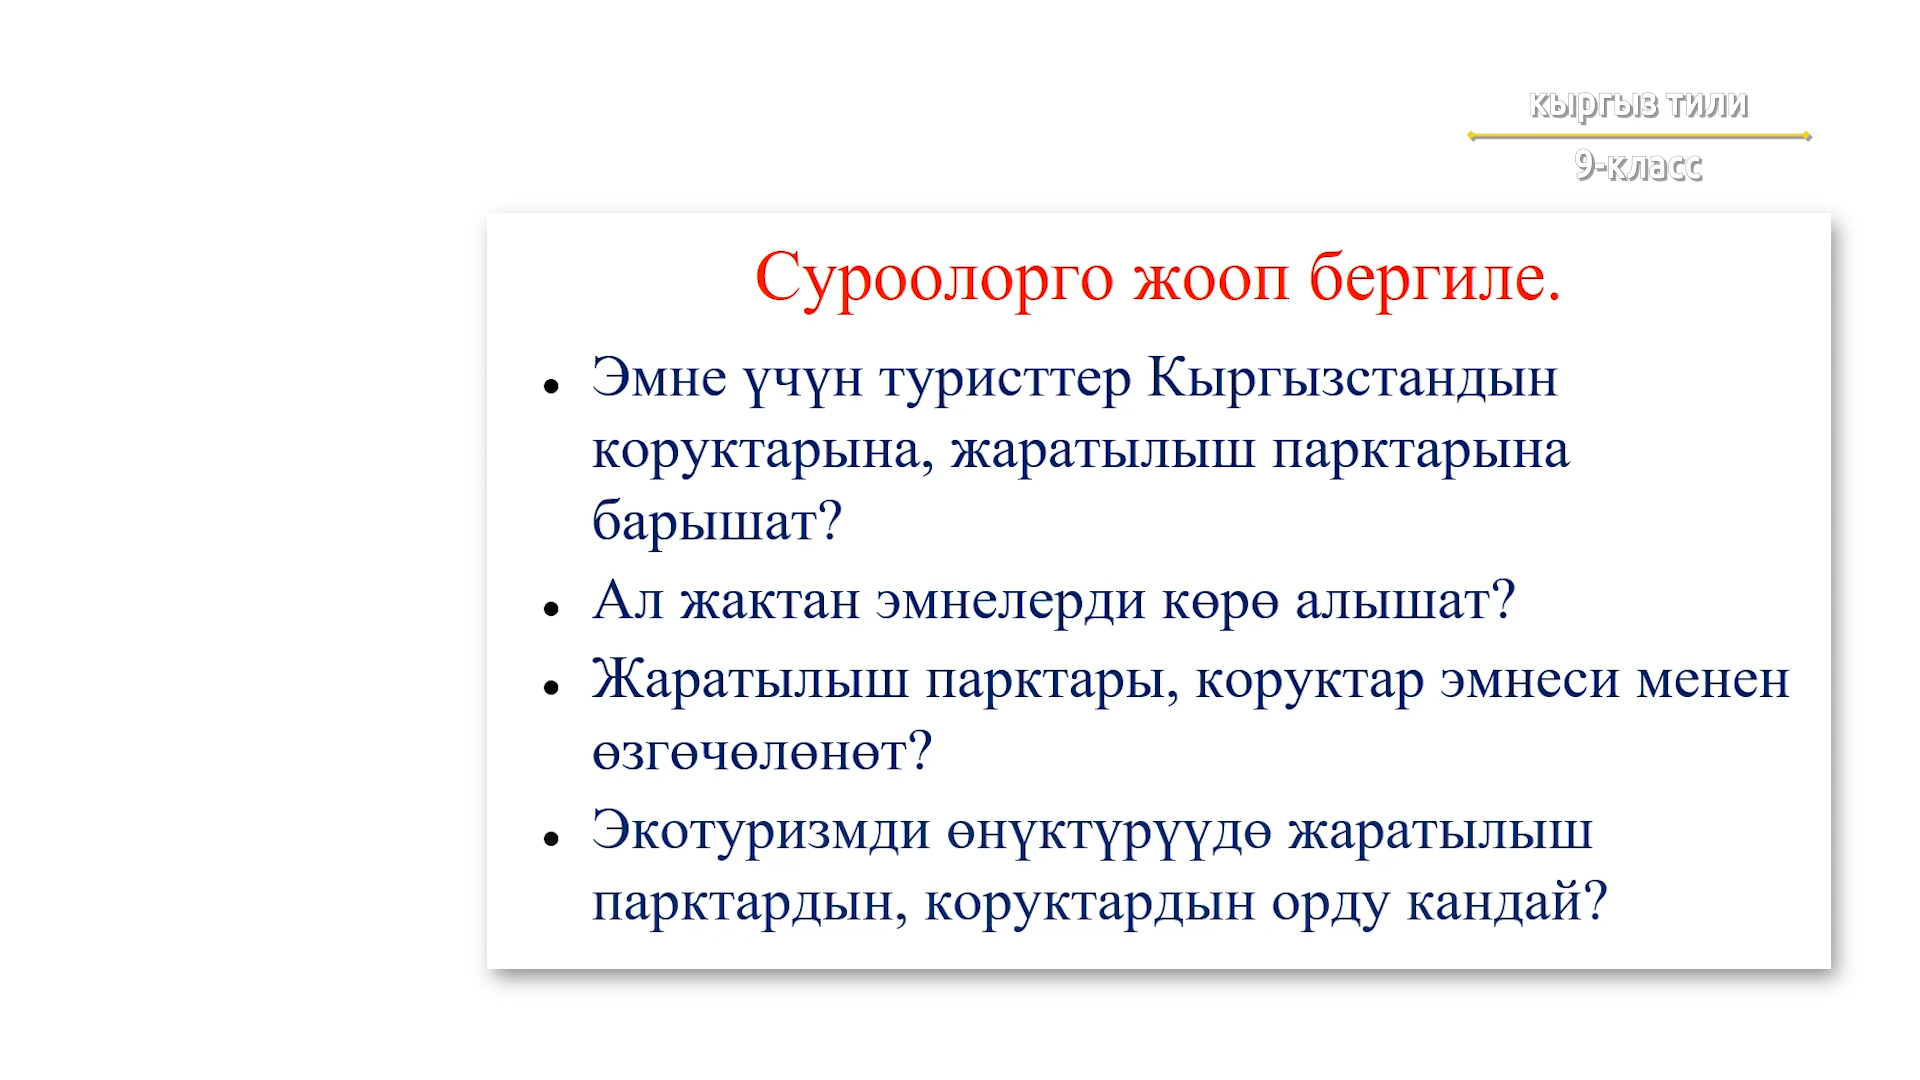 кыргыз тили
9-класс
Суроолорго жооп бергиле.
• Эмне үчүн туристтер Кыргызстандын
коруктарына, жаратылыш парктарына
барышат?
• Ал жактан эмнелерди көрө алышат?
• Жаратылыш парктары, коруктар эмнеси менен
өзгөчөлөнөт?
• Экотуризмди өнүктүрүүдө жаратылыш
парктардын, коруктардын орду кандай?